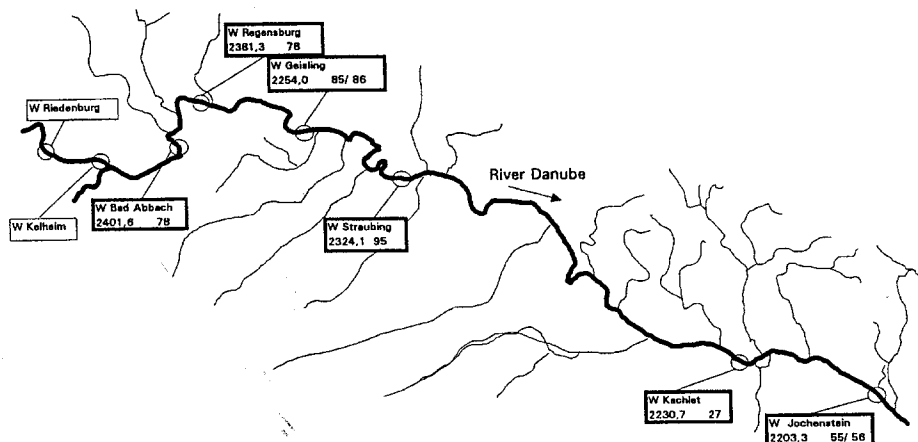 W Regensburg
2381,3 78
W Geisling
2254,0 85/ 86
W Riedenburg
River Danube
W Kelheim
W Bad Abbach
2401,6 78
W Straubing
2324,1 95
W Kachlet
2230,7 27
W Jochenstein
2203,3 55/ 56